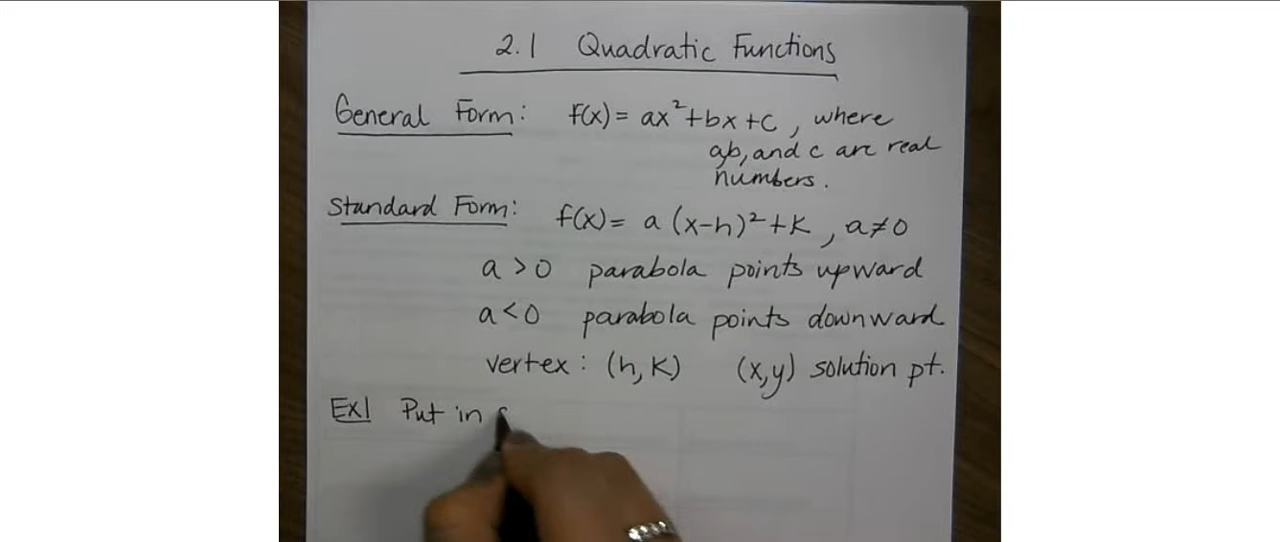 2.1 Quadratic Functions
General Form: f(x) = ax²+bx+c, where
a,b, and c are real
numbers.
Standard Form: f(x) = a (x-h)²+k, a≠0
a > 0 parabola points upward
a < 0 parabola points downward
vertex: (h, k) (x,y) solution pt.
Ex1 Put in